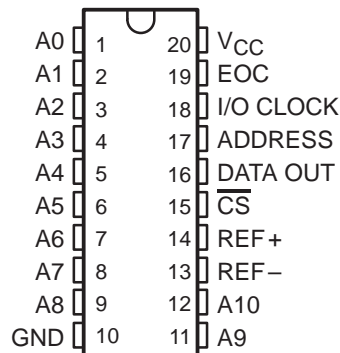 A0 1 20 VCC
A1 2 19 EOC
A2 3 18 I/O CLOCK
A3 4 17 ADDRESS
A4 5 16 DATA OUT
A5 6 15 C̅S̅
A6 7 14 REF+
A7 8 13 REF−
A8 9 12 A10
GND 10 11 A9